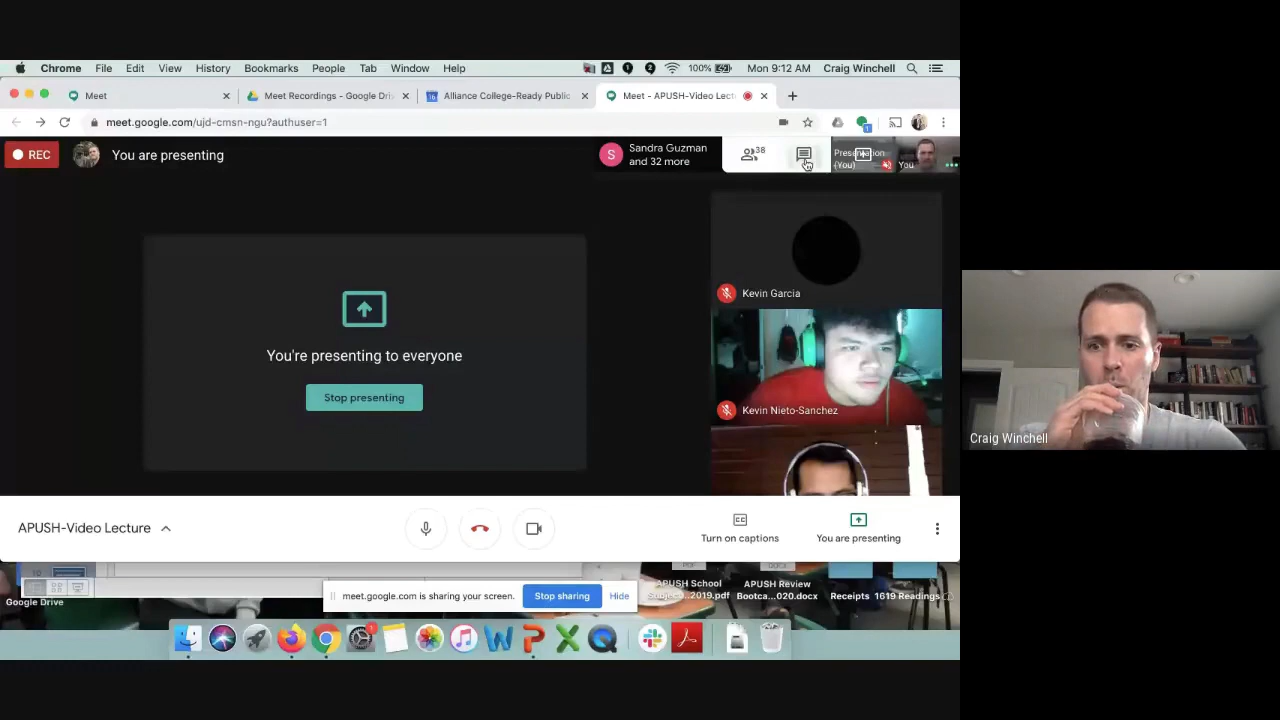 Chrome File Edit View History Bookmarks People Tab Window Help 100% Mon 9:12 AM Craig Winchell
Meet Meet Recordings - Google Dri Alliance College-Ready Public Meet - APUSH-Video Lect
meet.google.com/ujd-cmsn-ngu?authuser=1
REC You are presenting S Sandra Guzman
and 32 more 38 Presentation
(You) You
Kevin Garcia
You're presenting to everyone
Stop presenting
Kevin Nieto-Sanchez
Craig Winchell
APUSH-Video Lecture
Turn on captions You are presenting
APUSH School APUSH Review
2019.pdf Bootca...020.docx Receipts 1619 Readings
Google Drive
meet.google.com is sharing your screen. Stop sharing Hide